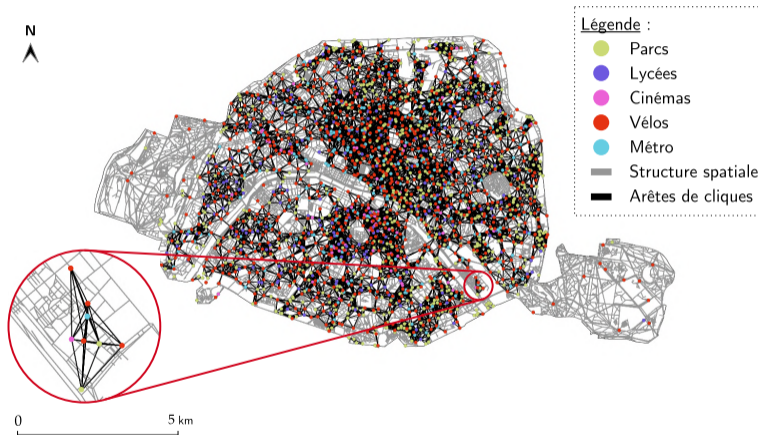 N
Légende :
Parcs
Lycées
Cinémas
Vélos
Métro
Structure spatiale
Arêtes de cliques
0 5 km